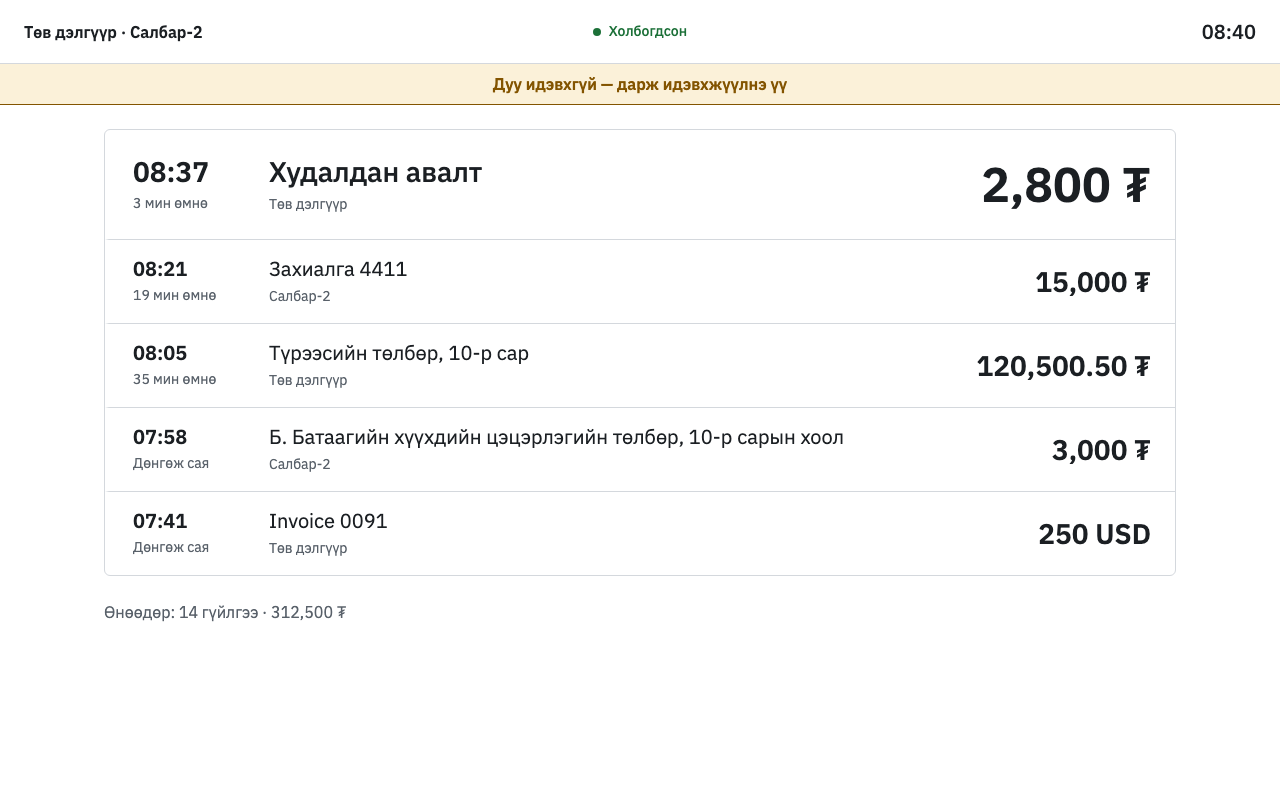 Төв дэлгүүр · Салбар-2
Холбогдсон
08:40
Дуу идэвхгүй — дарж идэвхжүүлнэ үү
08:37
Худалдан авалт
2,800 ₮
3 мин өмнө
Төв дэлгүүр
08:21
Захиалга 4411
15,000 ₮
19 мин өмнө
Салбар-2
08:05
Түрээсийн төлбөр, 10-р сар
120,500.50 ₮
35 мин өмнө
Төв дэлгүүр
07:58
Б. Батаагийн хүүхдийн цэцэрлэгийн төлбөр, 10-р сарын хоол
3,000 ₮
Дөнгөж сая
Салбар-2
07:41
Invoice 0091
250 USD
Дөнгөж сая
Төв дэлгүүр
Өнөөдөр: 14 гүйлгээ · 312,500 ₮